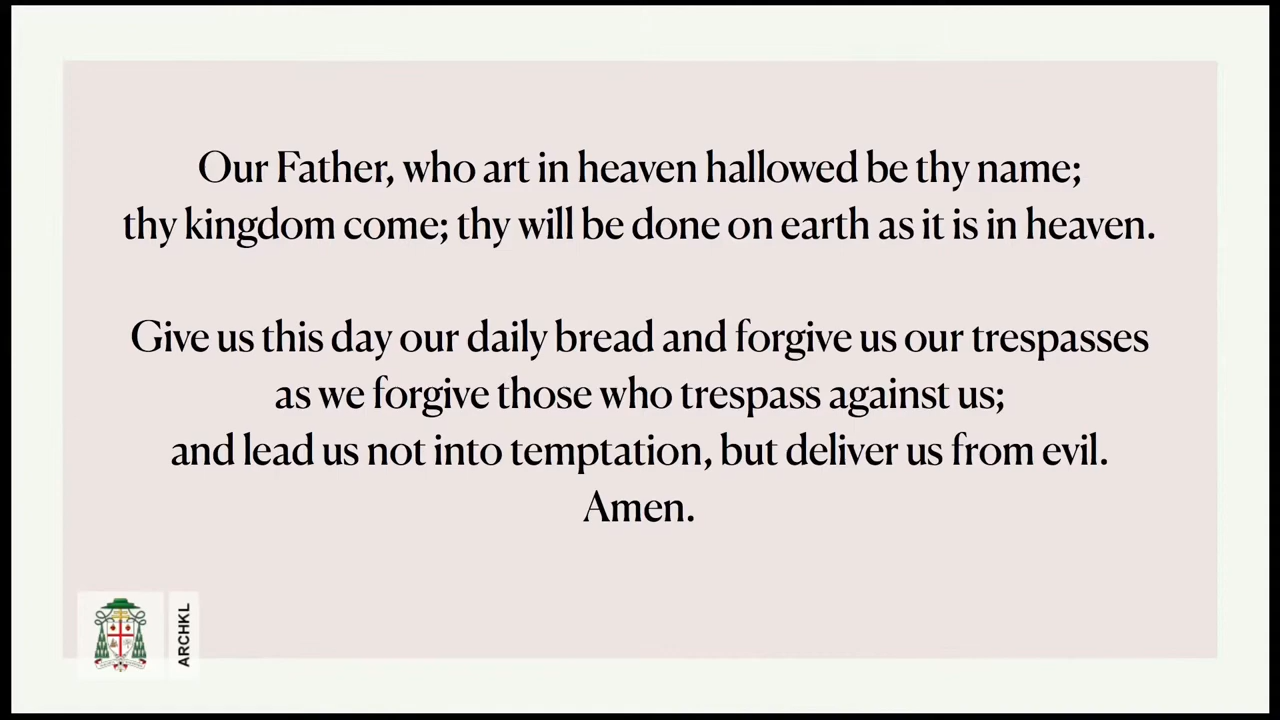 Our Father, who art in heaven hallowed be thy name;
thy kingdom come; thy will be done on earth as it is in heaven.
Give us this day our daily bread and forgive us our trespasses
as we forgive those who trespass against us;
and lead us not into temptation, but deliver us from evil.
Amen.
ARCHKL